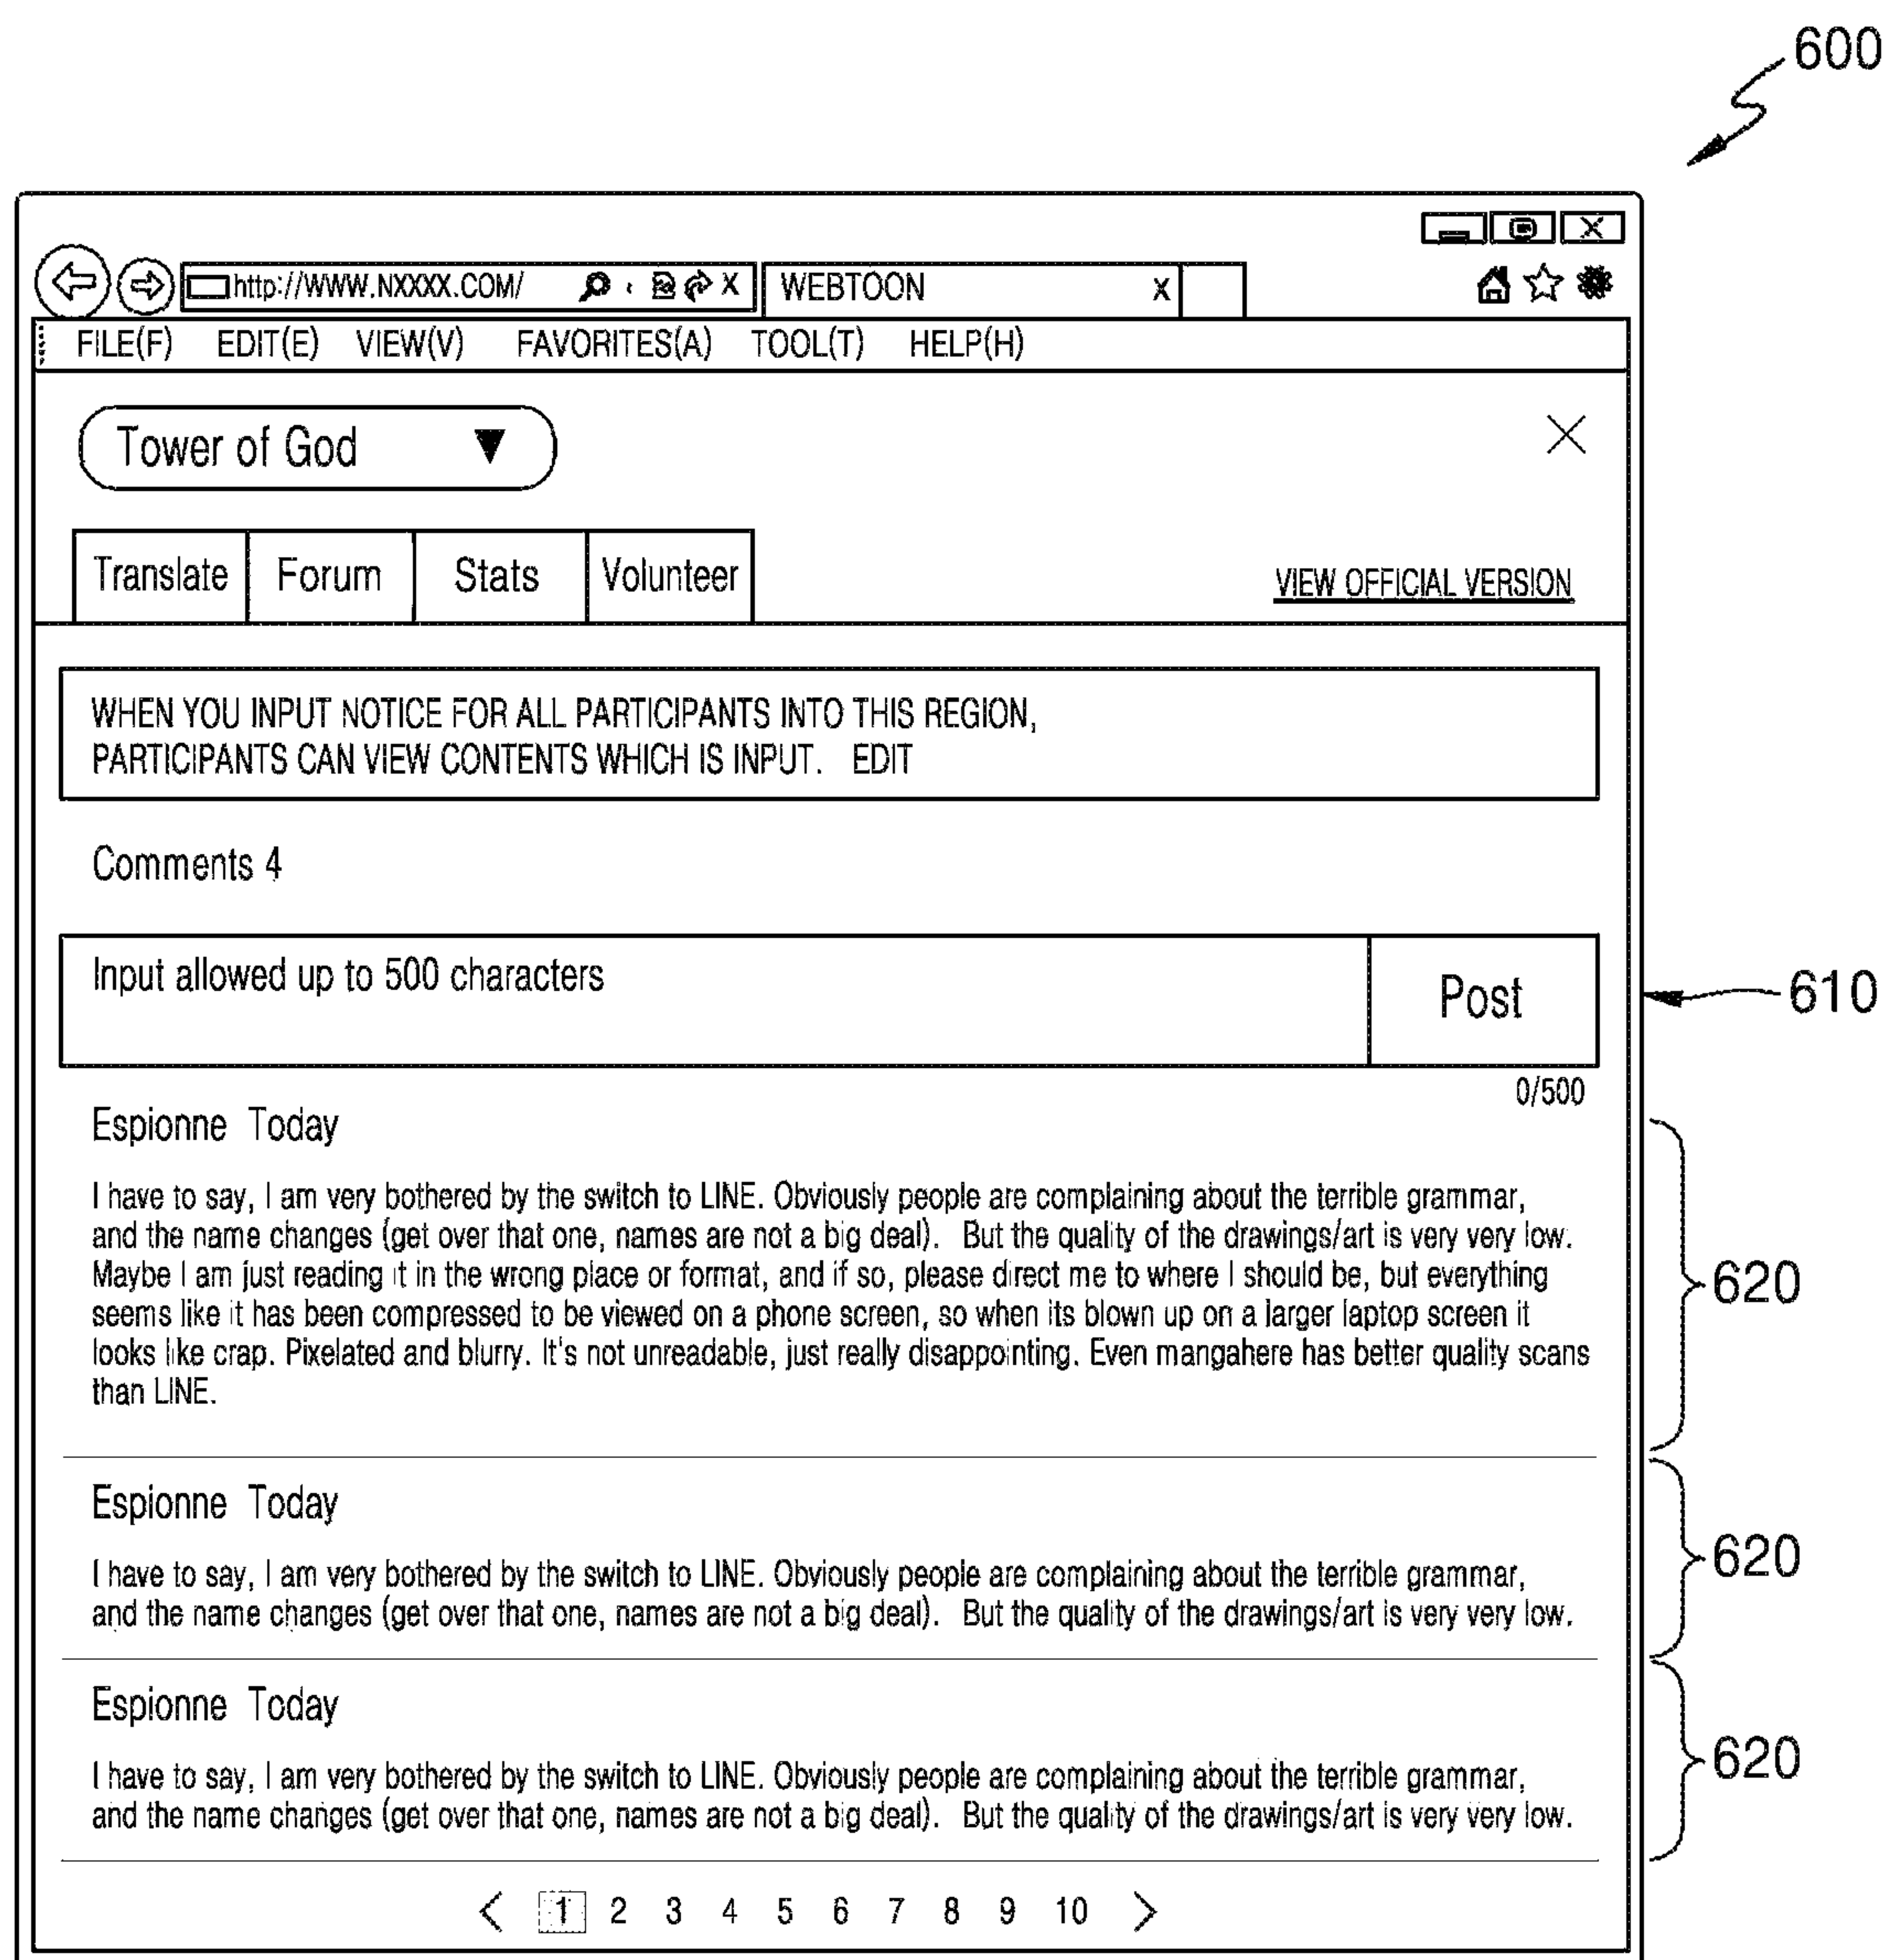 600
http://WWW.NXXXX.COM/ X WEBTOON X
FILE(F) EDIT(E) VIEW(V) FAVORITES(A) TOOL(T) HELP(H)
Tower of God ▼
Translate Forum Stats Volunteer VIEW OFFICIAL VERSION
WHEN YOU INPUT NOTICE FOR ALL PARTICIPANTS INTO THIS REGION,
PARTICIPANTS CAN VIEW CONTENTS WHICH IS INPUT. EDIT
Comments 4
Input allowed up to 500 characters
Post
610
0/500
Espionne Today
I have to say, I am very bothered by the switch to LINE. Obviously people are complaining about the terrible grammar,
and the name changes (get over that one, names are not a big deal). But the quality of the drawings/art is very very low.
Maybe I am just reading it in the wrong place or format, and if so, please direct me to where I should be, but everything
seems like it has been compressed to be viewed on a phone screen, so when its blown up on a larger laptop screen it
looks like crap. Pixelated and blurry. It's not unreadable, just really disappointing. Even mangahere has better quality scans
than LINE.
620
Espionne Today
I have to say, I am very bothered by the switch to LINE. Obviously people are complaining about the terrible grammar,
and the name changes (get over that one, names are not a big deal). But the quality of the drawings/art is very very low.
620
Espionne Today
I have to say, I am very bothered by the switch to LINE. Obviously people are complaining about the terrible grammar,
and the name changes (get over that one, names are not a big deal). But the quality of the drawings/art is very very low.
620
< 1 2 3 4 5 6 7 8 9 10 >